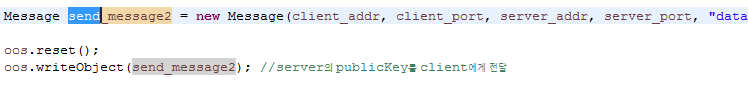 Message send_message2 = new Message(client_addr, client_port, server_addr, server_port, "data
oos.reset();
oos.writeObject(send_message2); //server의 publicKey를 client에게 전달